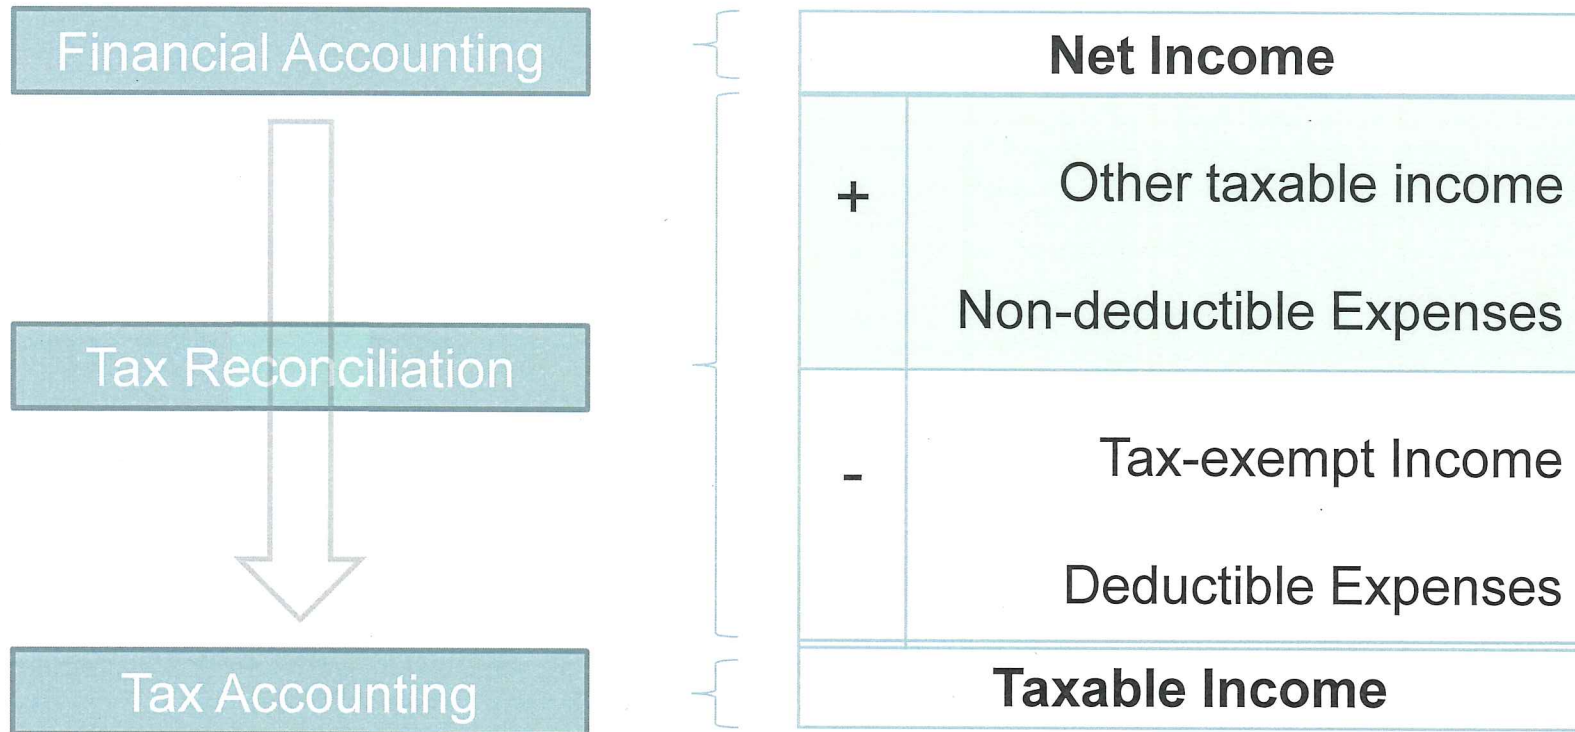 Financial Accounting
Net Income
+
Other taxable income
Non-deductible Expenses
Tax Reconciliation
-
Tax-exempt Income
Deductible Expenses
Tax Accounting
Taxable Income